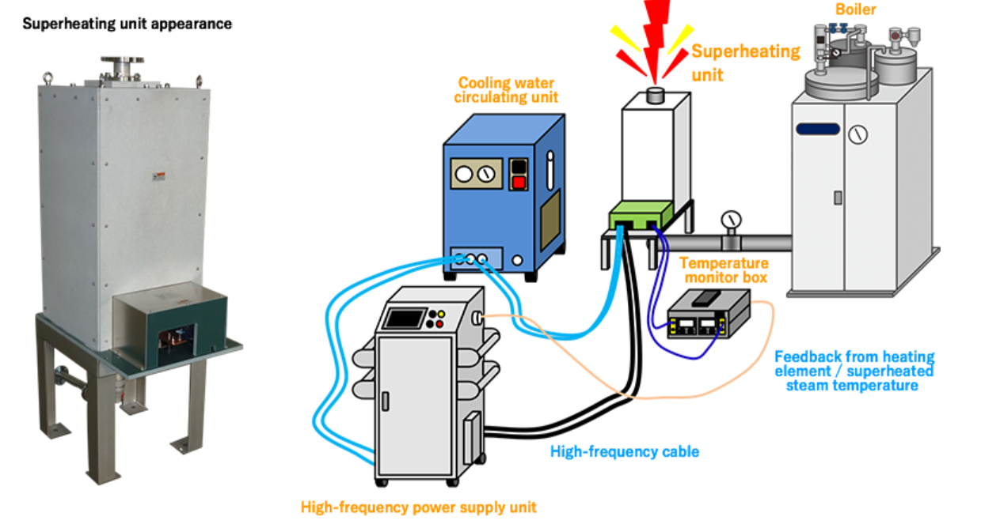 Superheating unit appearance
Boiler
Superheating
unit
Cooling water
circulating unit
Temperature
monitor box
Feedback from heating
element / superheated
steam temperature
High-frequency cable
High-frequency power supply unit